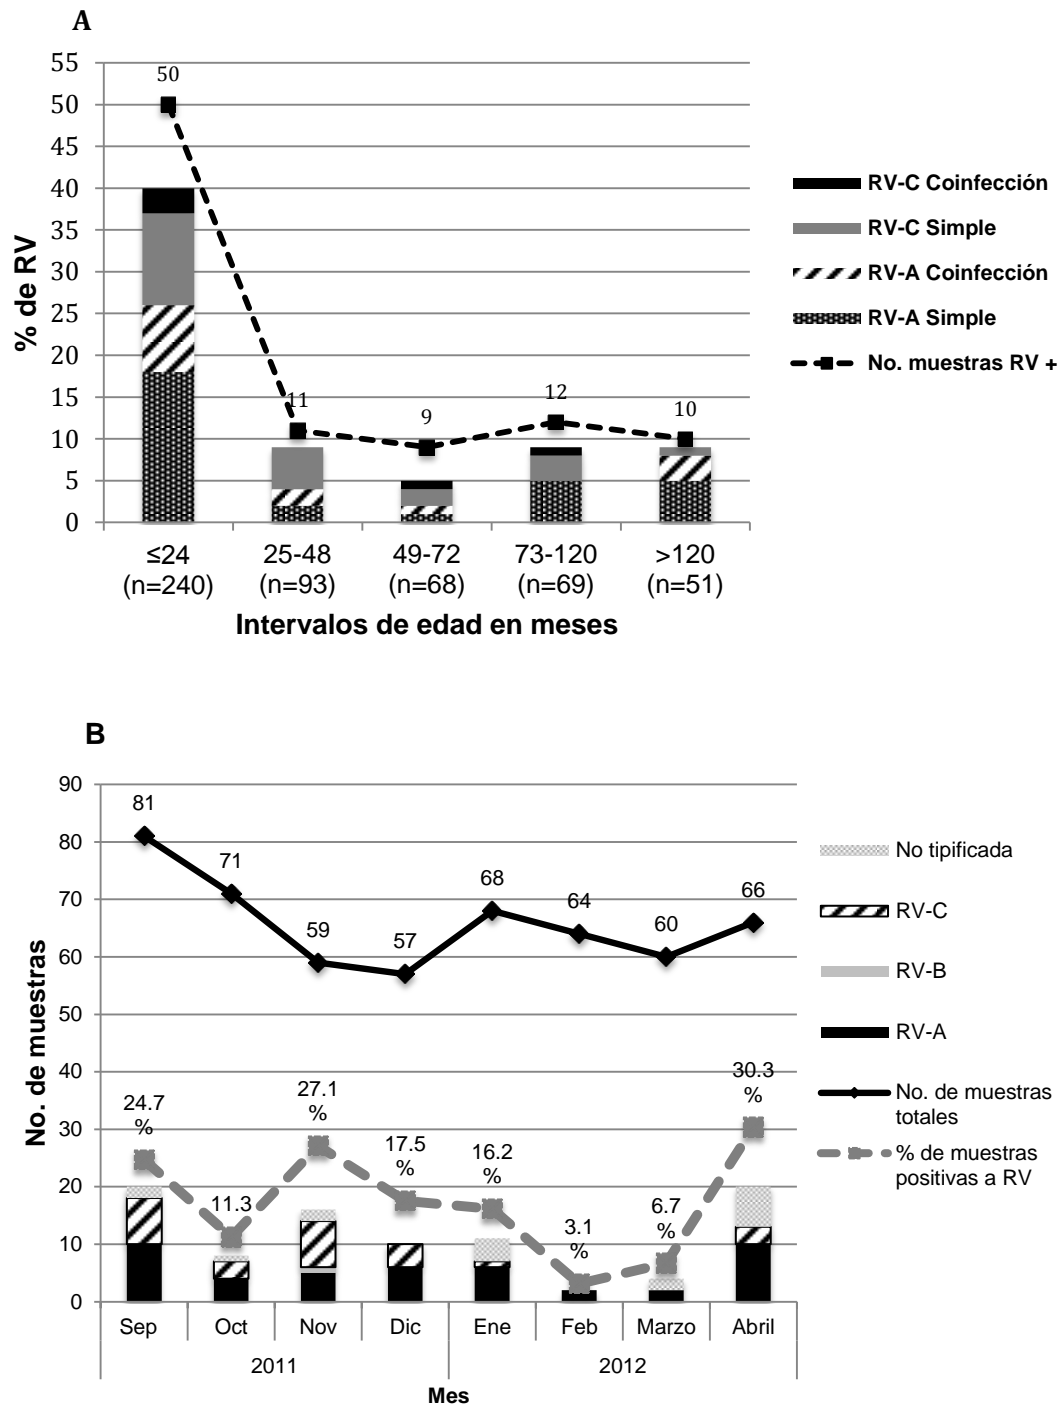 A
55
50
45
40
35
30
25
20
15
10
5
0
% de RV
50
11
9
12
10
≤24 25-48 49-72 73-120 >120
(n=240) (n=93) (n=68) (n=69) (n=51)
Intervalos de edad en meses
RV-C Coinfección
RV-C Simple
RV-A Coinfección
RV-A Simple
No. muestras RV +
B
90
80
70
60
50
40
30
20
10
0
No. de muestras
81
71
59
57
68
64
60
66
24.7
%
11.3
27.1
%
17.5
%
16.2
%
3.1
%
6.7
%
30.3
%
Sep Oct Nov Dic Ene Feb Marzo Abril
2011 2012
Mes
No tipificada
RV-C
RV-B
RV-A
No. de muestras
totales
% de muestras
positivas a RV